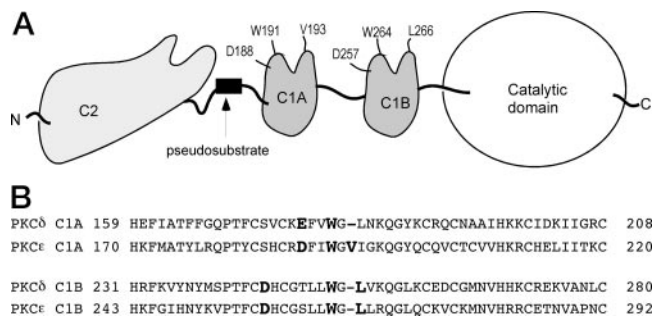 A
W191 V193 W264 L266
D188 D257
N C2 C1A C1B Catalytic domain C
pseudosubstrate
B
PKCδ C1A 159 HEFIATFFGQPTFCSVCKEFVWG-LNKQGYKCRQCNAAIHKKCIDKIIGRC 208
PKCε C1A 170 HKFMATYLRQPTYCSHCRDFIWGVIGKQGYQCQVCTCVVHKRCHELIITKC 220
PKCδ C1B 231 HRFKVYNYMSPTFCDHCGTLLWG-LVKQGLKCEDCGMNVHHKCREKVANLC 280
PKCε C1B 243 HKFGIHNYKVPTFCDHCGSLLWG-LLRQGLQCKVCKMNVHRRCETNVAPNC 292